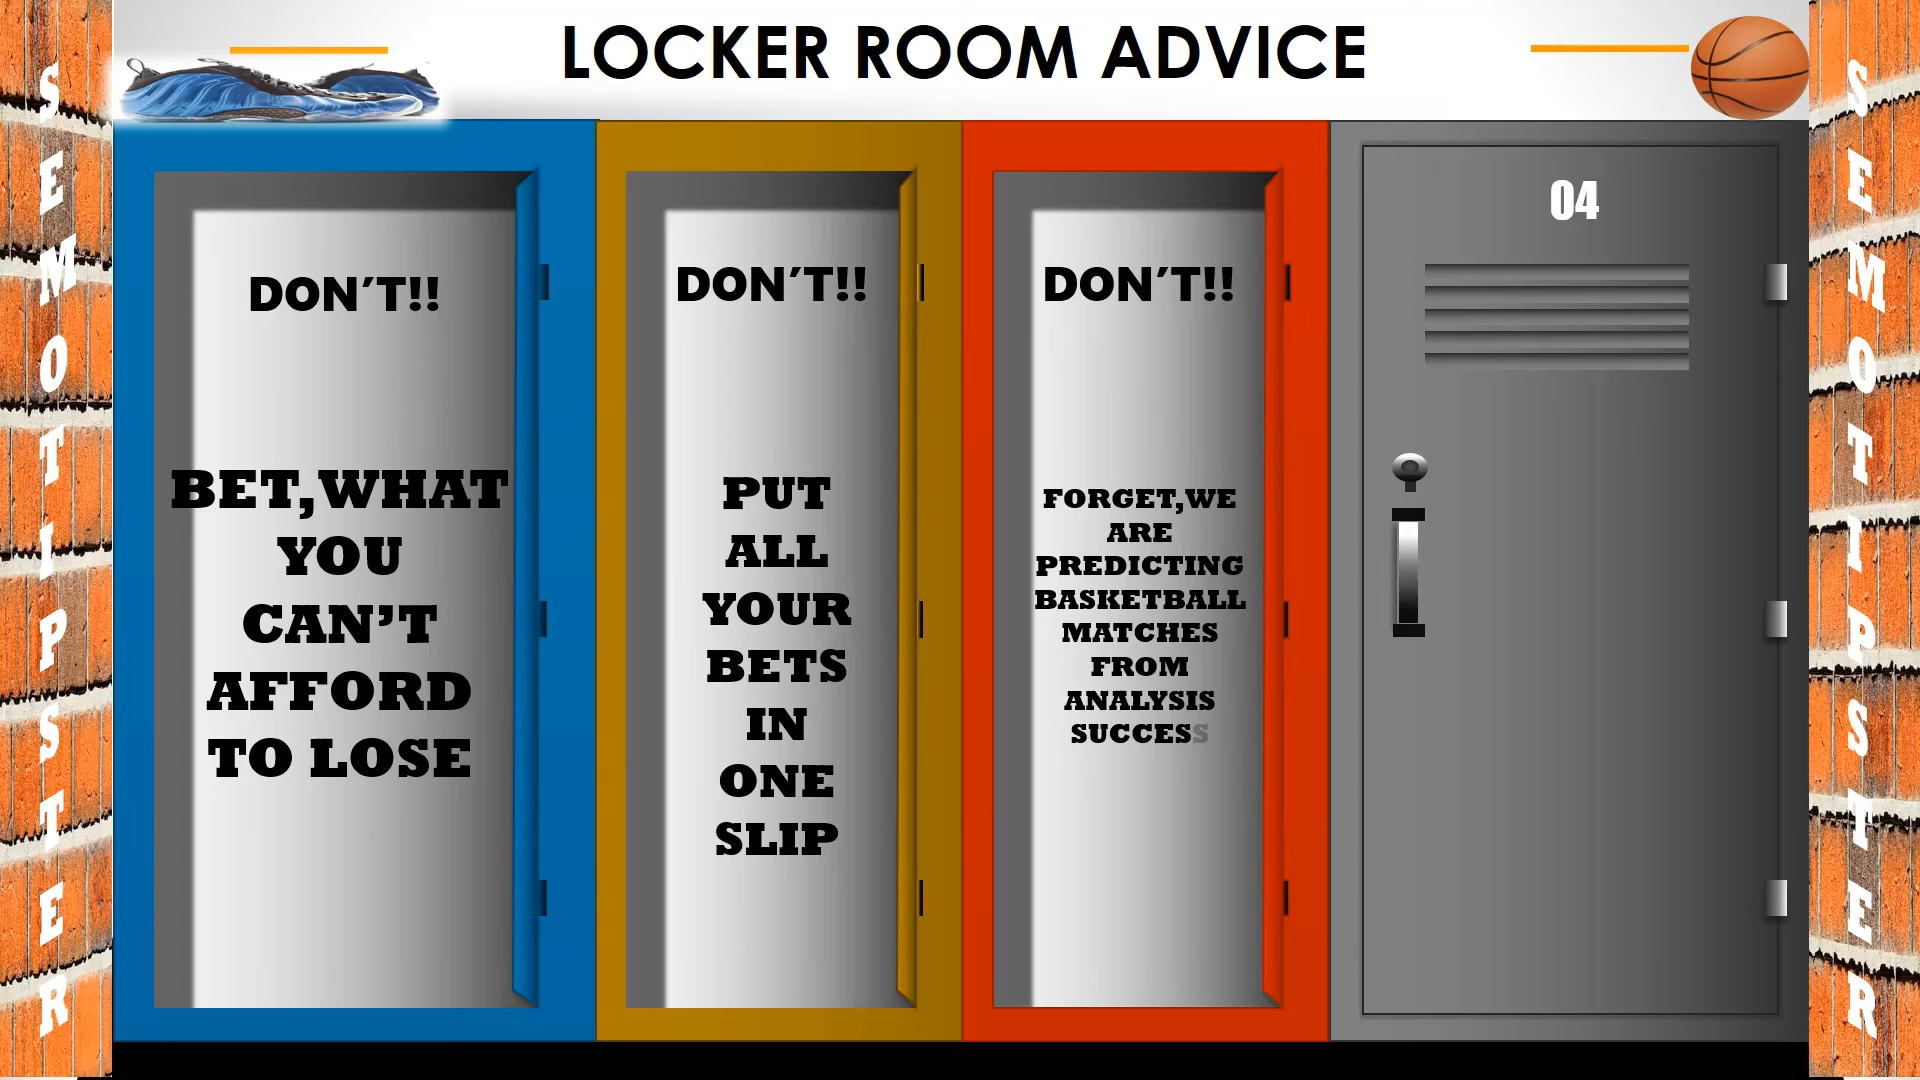 LOCKER ROOM ADVICE
SEMOTIPSTER
DON'T!!
BET,WHAT
YOU
CAN'T
AFFORD
TO LOSE
DON'T!!
PUT
ALL
YOUR
BETS
IN
ONE
SLIP
DON'T!!
FORGET,WE
ARE
PREDICTING
BASKETBALL
MATCHES
FROM
ANALYSIS
SUCCESS
04
SEMOTIPSTER